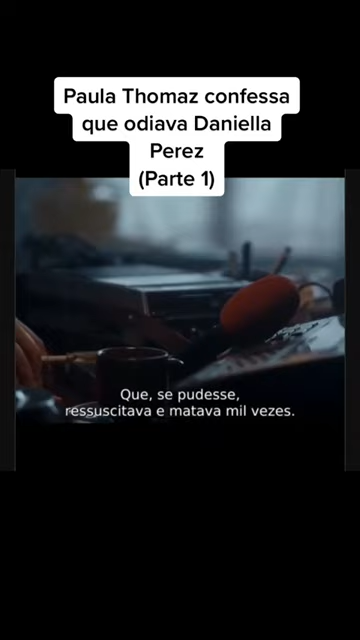 Paula Thomaz confessa
que odiava Daniella
Perez
(Parte 1)
Que, se pudesse,
ressuscitava e matava mil vezes.